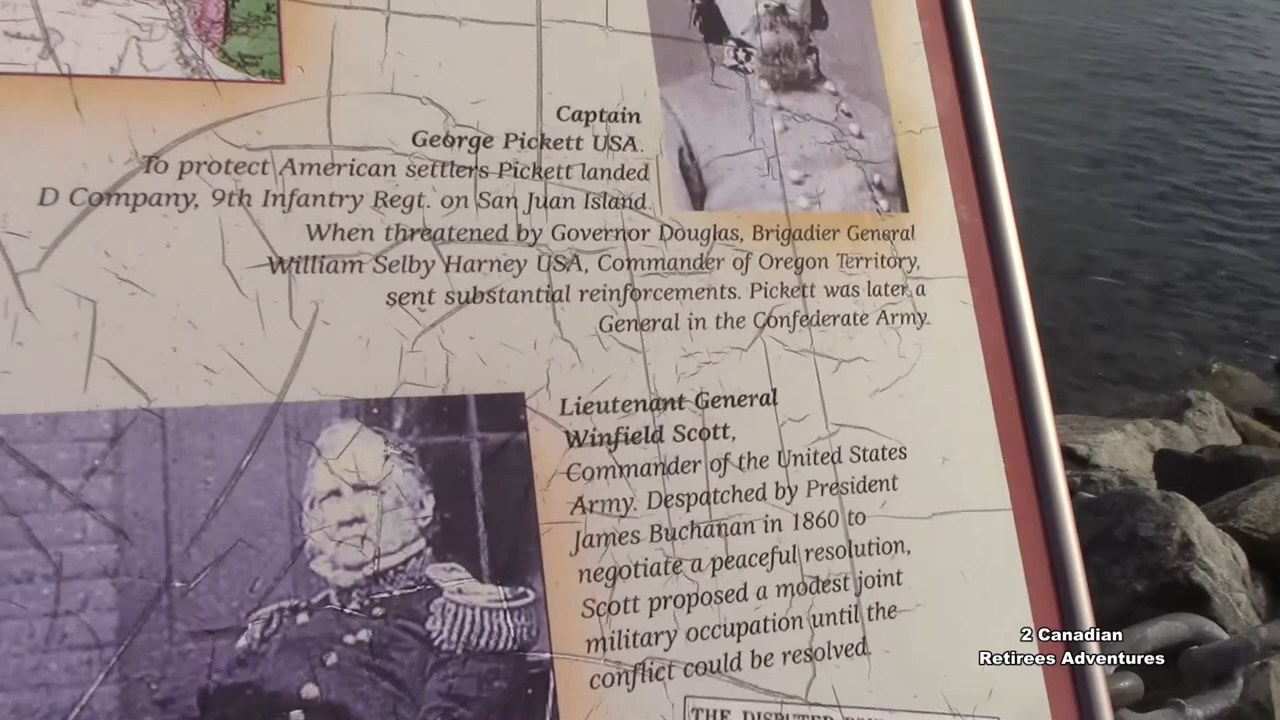 Captain
George Pickett USA.
To protect American settlers Pickett landed
D Company, 9th Infantry Regt. on San Juan Island.
When threatened by Governor Douglas, Brigadier General
William Selby Harney USA, Commander of Oregon Territory,
sent substantial reinforcements. Pickett was later a
General in the Confederate Army.
Lieutenant General
Winfield Scott,
Commander of the United States
Army. Despatched by President
James Buchanan in 1860 to
negotiate a peaceful resolution,
Scott proposed a modest joint
military occupation until the
conflict could be resolved.
THE DISPUTED
2 Canadian
Retirees Adventures